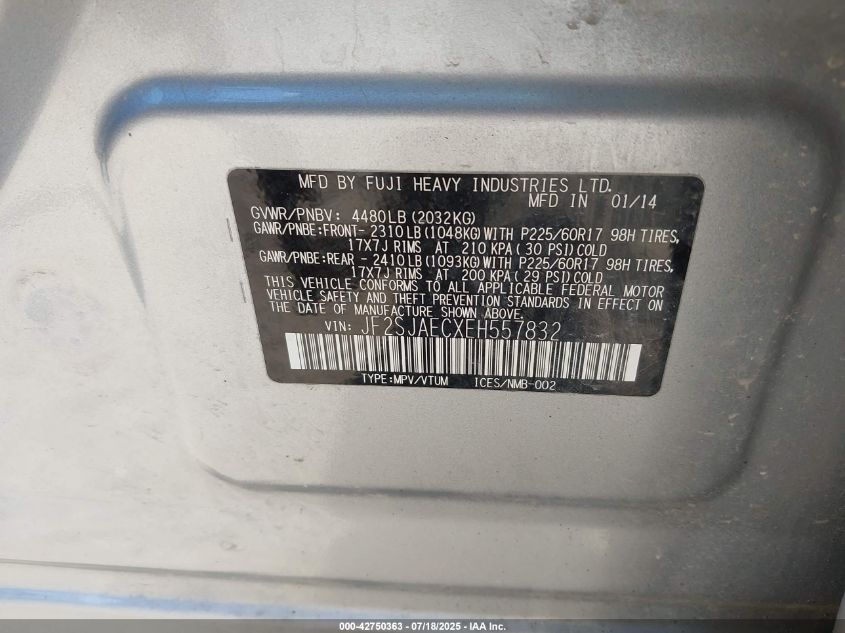 MFD BY FUJI HEAVY INDUSTRIES LTD.
MFD IN 01/14
GVWR/PNBV: 4480LB(2032KG)
GAWR/PNBE:FRONT- 2310LB(1048KG)WITH P225/60R17 98H TIRES,
17X7J RIMS AT 210 KPA(30 PSI)COLD
GAWR/PNBE:REAR - 2410LB(1093KG)WITH P225/60R17 98H TIRES,
17X7J RIMS AT 200 KPA(29 PSI)COLD
THIS VEHICLE CONFORMS TO ALL APPLICABLE FEDERAL MOTOR
VEHICLE SAFETY AND THEFT PREVENTION STANDARDS IN EFFECT ON
THE DATE OF MANUFACTURE SHOWN ABOVE.
VIN: JF2SJAECXEH557832
TYPE:MPV/VTUM ICES/NMB-002
000-42750363 - 07/18/2025 - IAA Inc.